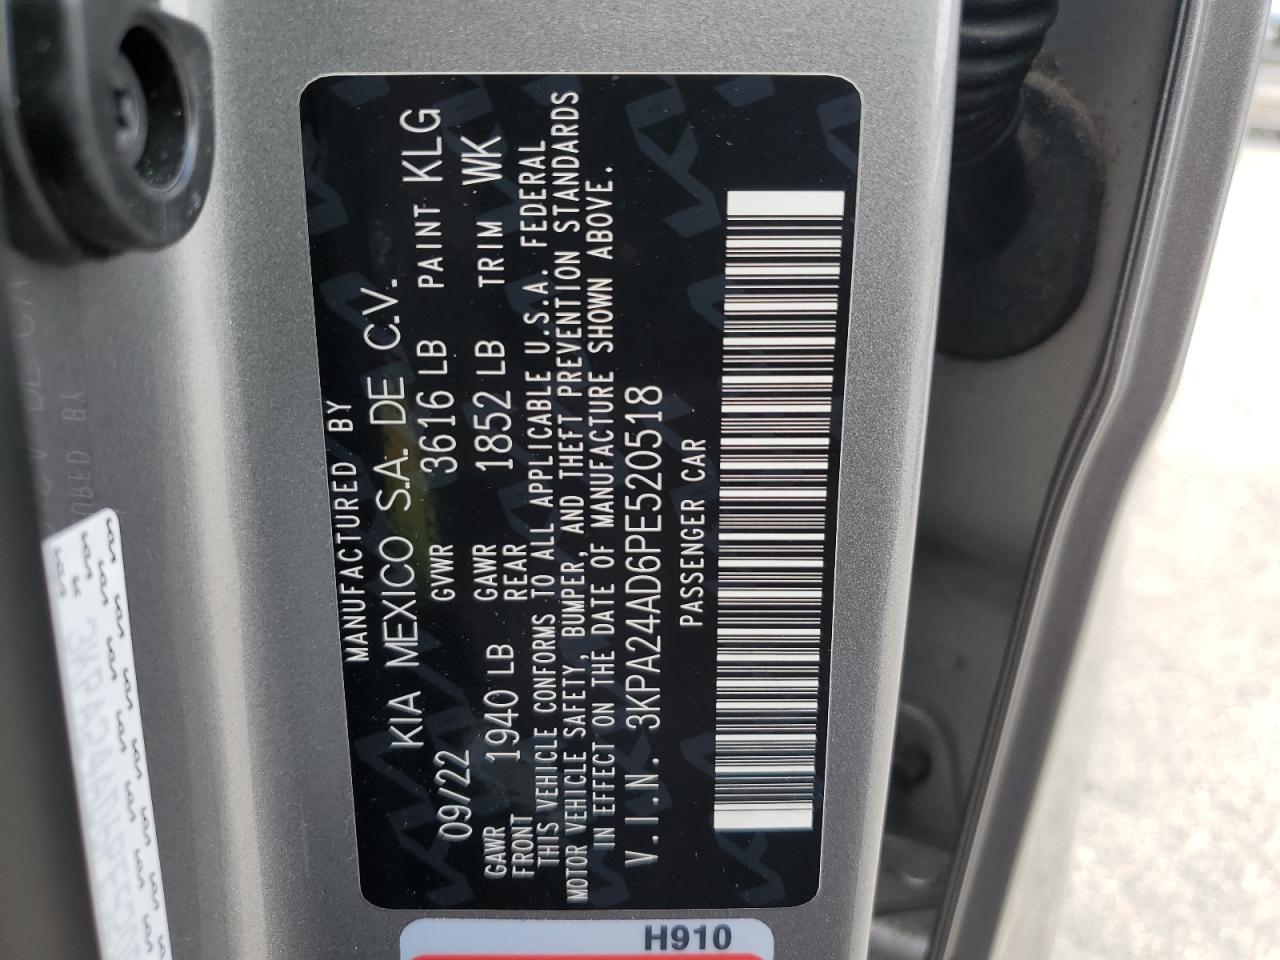 MANUFACTURED BY
KIA MEXICO S.A. DE C.V.
09/22 GVWR 3616 LB PAINT KLG
GAWR FRONT 1940 LB GAWR REAR 1852 LB TRIM WK
THIS VEHICLE CONFORMS TO ALL APPLICABLE U.S.A. FEDERAL
MOTOR VEHICLE SAFETY, BUMPER, AND THEFT PREVENTION STANDARDS
IN EFFECT ON THE DATE OF MANUFACTURE SHOWN ABOVE.
V.I.N. 3KPA24AD6PE520518
PASSENGER CAR
H910